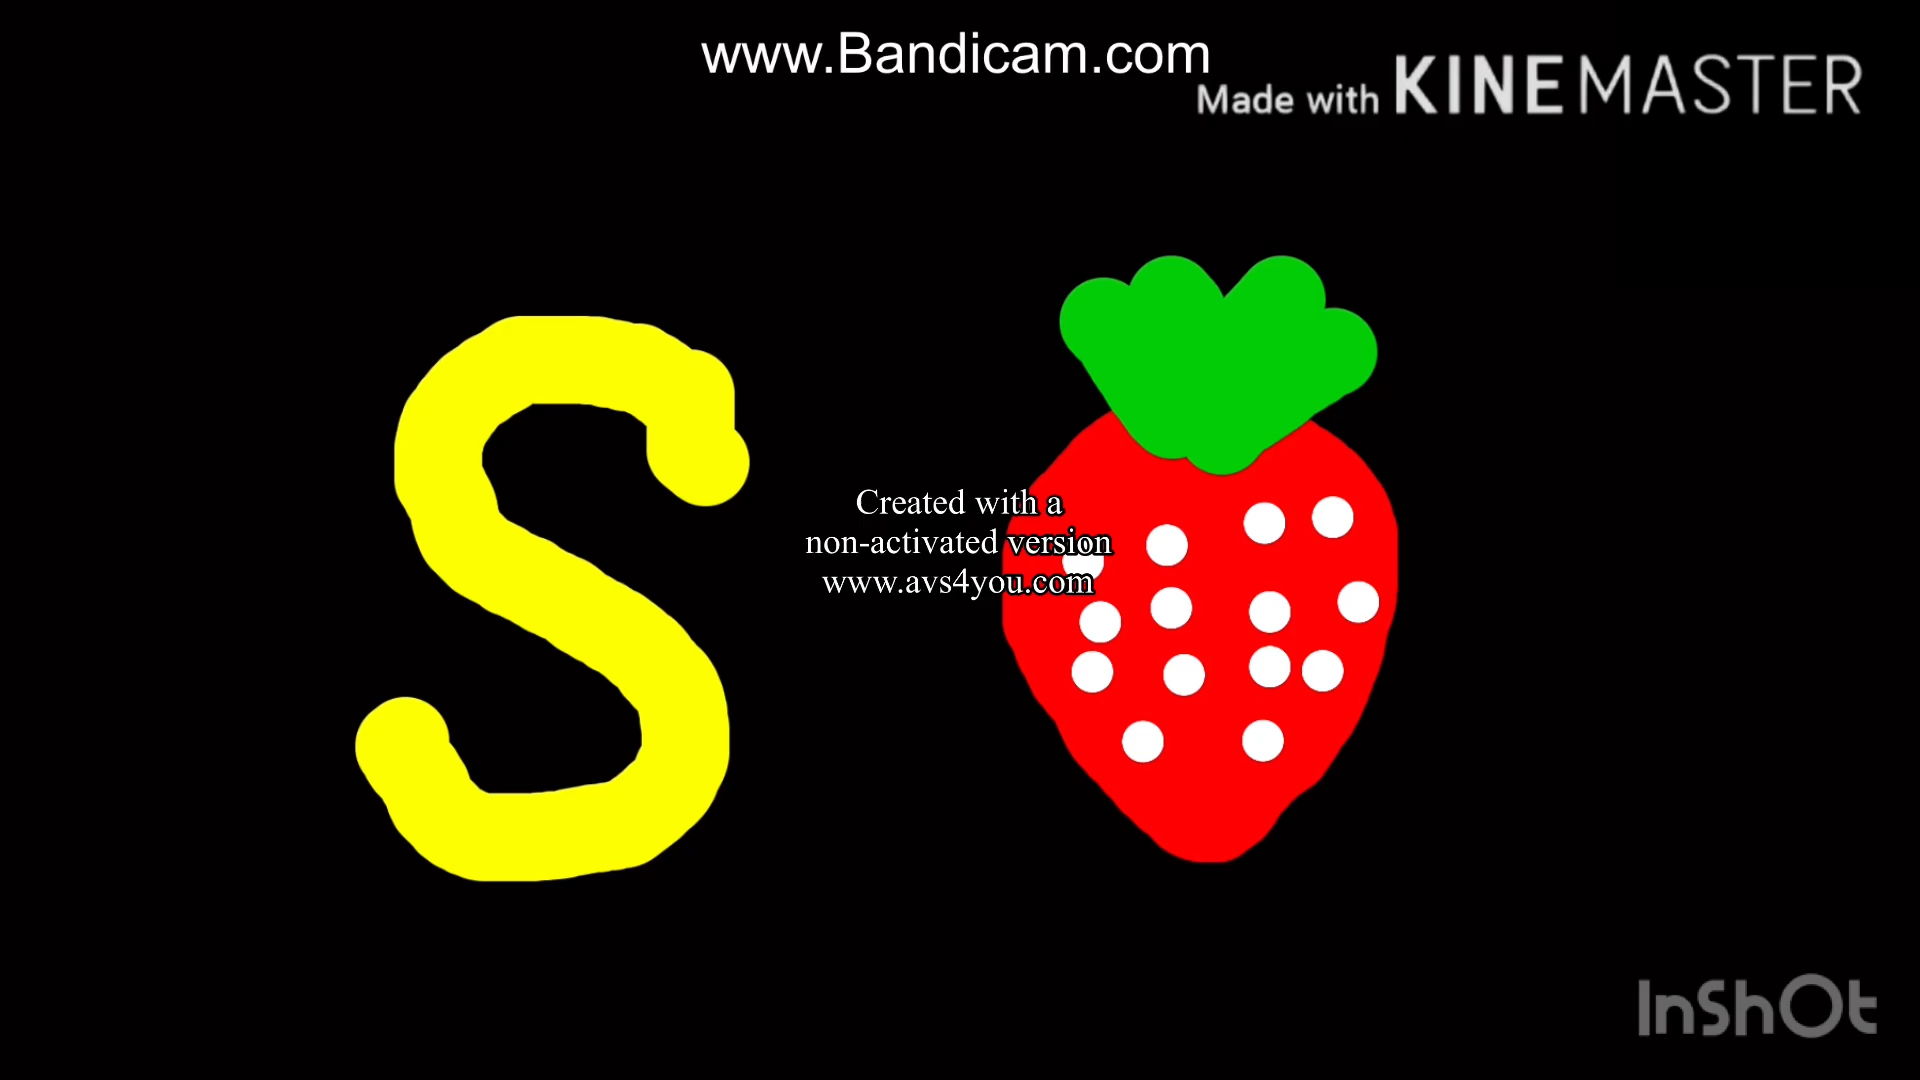 www.Bandicam.com
Made with KINEMASTER
S
Created with a
non-activated version
www.avs4you.com
InShOt